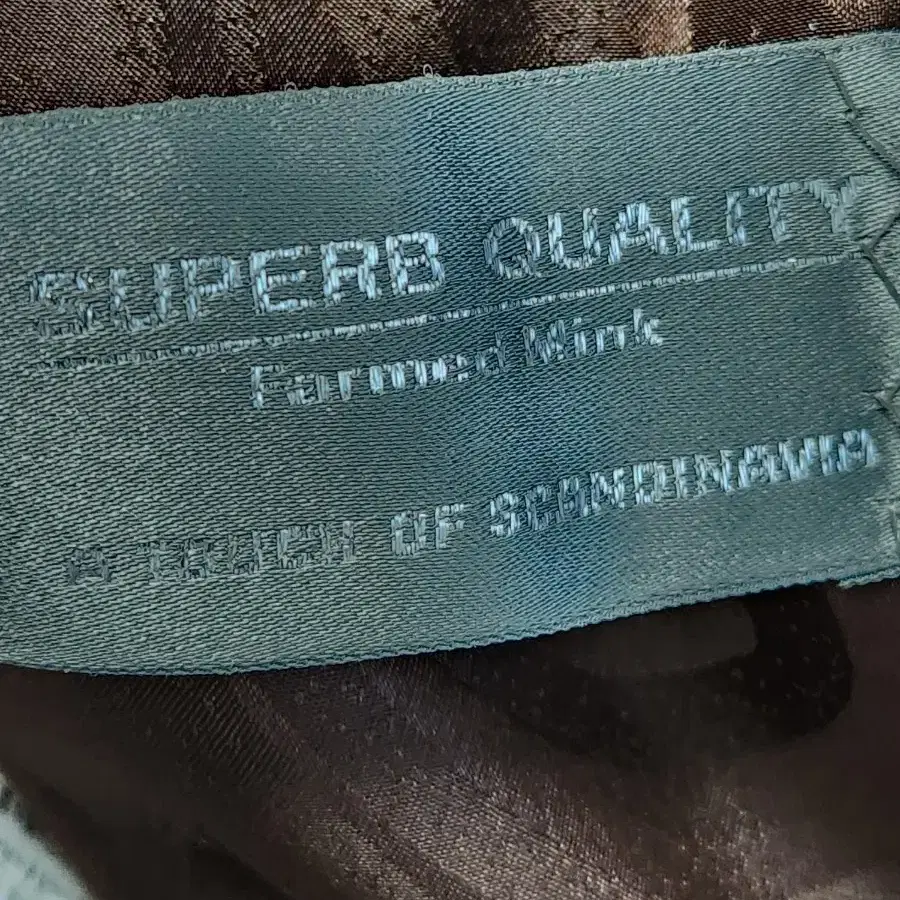 SUPERB QUALITY
Farmed Mink
A TOUCH OF SCANDINAVIA